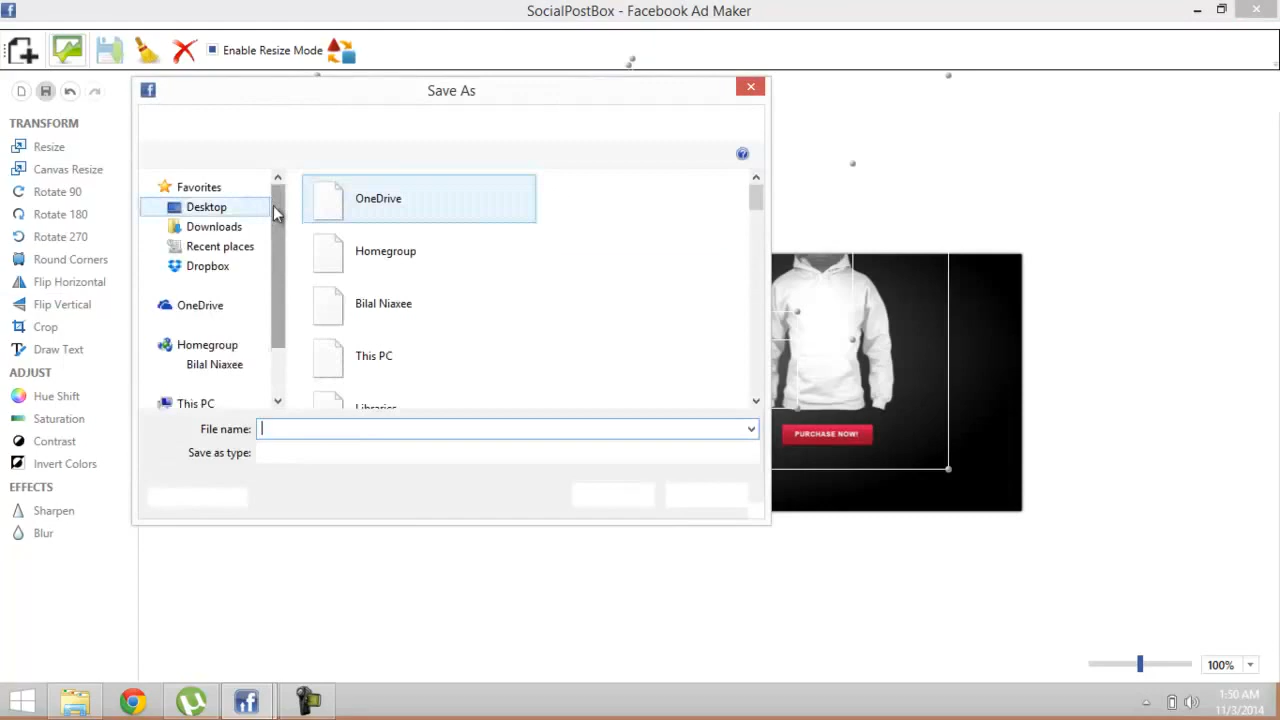 SocialPostBox - Facebook Ad Maker
Enable Resize Mode
Save As
TRANSFORM
Resize
Canvas Resize
Rotate 90
Rotate 180
Rotate 270
Round Corners
Flip Horizontal
Flip Vertical
Crop
Draw Text
ADJUST
Hue Shift
Saturation
Contrast
Invert Colors
EFFECTS
Sharpen
Blur
Favorites
Desktop
Downloads
Recent places
Dropbox
OneDrive
Homegroup
Bilal Niaxee
This PC
OneDrive
Homegroup
Bilal Niaxee
This PC
Libraries
File name:
Save as type:
PURCHASE NOW!
100%
1:50 AM
11/3/2014